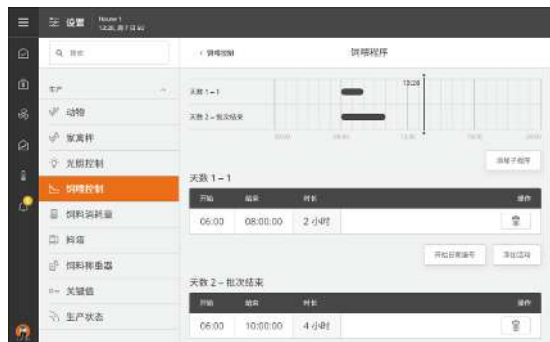 设置
House 1
搜索
饲喂控制
饲喂程序
生产
13:28
天数 1 – 1
天数 2 – 批次结束
动物
家禽秤
光照控制
饲喂控制
饲料消耗量
料塔
饲料称重器
关键值
生产状态
添加子程序
天数 1 – 1
开始 结束 时长 操作
06:00 08:00:00 2 小时
开始日期编号 添加活动
天数 2 – 批次结束
开始 结束 时长 操作
06:00 10:00:00 4 小时